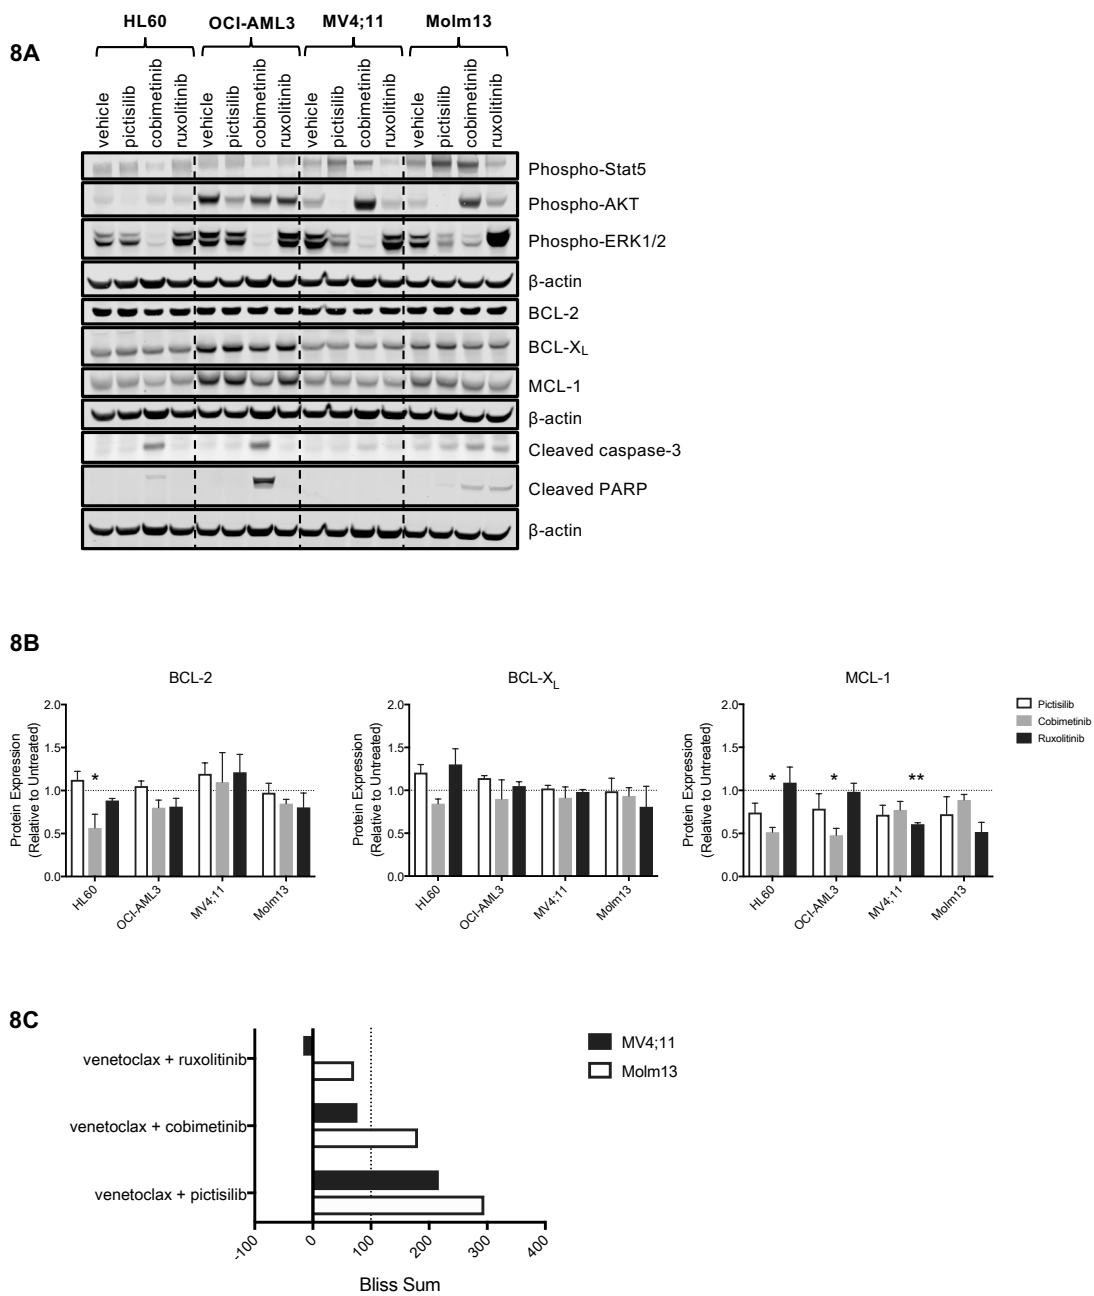 8A
HL60 OCI-AML3 MV4;11 Molm13
vehicle pictisilib cobimetinib ruxolitinib vehicle pictisilib cobimetinib ruxolitinib vehicle pictisilib cobimetinib ruxolitinib vehicle pictisilib cobimetinib ruxolitinib
Phospho-Stat5
Phospho-AKT
Phospho-ERK1/2
β-actin
BCL-2
BCL-XL
MCL-1
β-actin
Cleaved caspase-3
Cleaved PARP
β-actin
8B
BCL-2
Protein Expression
(Relative to Untreated)
2.0
1.5
1.0
0.5
0.0
*
HL60 OCI-AML3 MV4;11 Molm13
BCL-XL
Protein Expression
(Relative to Untreated)
2.0
1.5
1.0
0.5
0.0
HL60 OCI-AML3 MV4;11 Molm13
MCL-1
Protein Expression
(Relative to Untreated)
2.0
1.5
1.0
0.5
0.0
* * **
HL60 OCI-AML3 MV4;11 Molm13
Pictisilib
Cobimetinib
Ruxolitinib
8C
venetoclax + ruxolitinib
venetoclax + cobimetinib
venetoclax + pictisilib
-100 0 100 200 300 400
Bliss Sum
MV4;11
Molm13